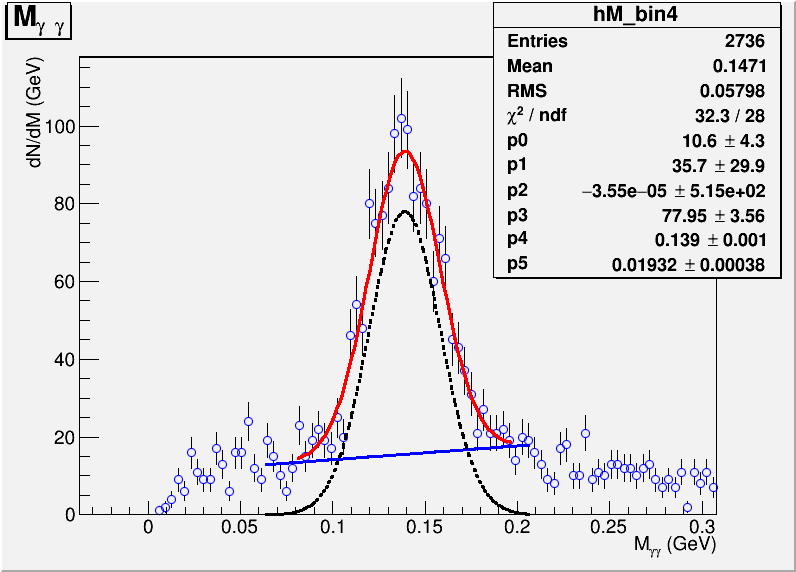 M_γ γ
hM_bin4
Entries 2736
Mean 0.1471
RMS 0.05798
χ² / ndf 32.3 / 28
p0 10.6 ± 4.3
p1 35.7 ± 29.9
p2 −3.55e−05 ± 5.15e+02
p3 77.95 ± 3.56
p4 0.139 ± 0.001
p5 0.01932 ± 0.00038
dN/dM (GeV)
100
80
60
40
20
0
0 0.05 0.1 0.15 0.2 0.25 0.3
M_γγ (GeV)